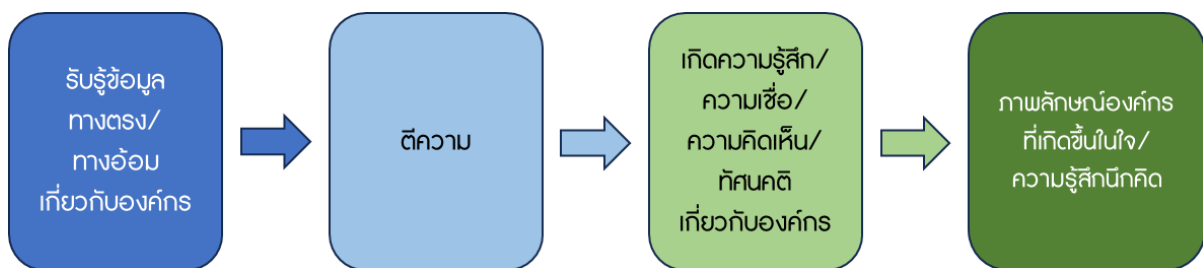 รับรู้ข้อมูล
ทางตรง/
ทางอ้อม
เกี่ยวกับองค์กร
ตีความ
เกิดความรู้สึก/
ความเชื่อ/
ความคิดเห็น/
ทัศนคติ
เกี่ยวกับองค์กร
ภาพลักษณ์องค์กร
ที่เกิดขึ้นในใจ/
ความรู้สึกนึกคิด